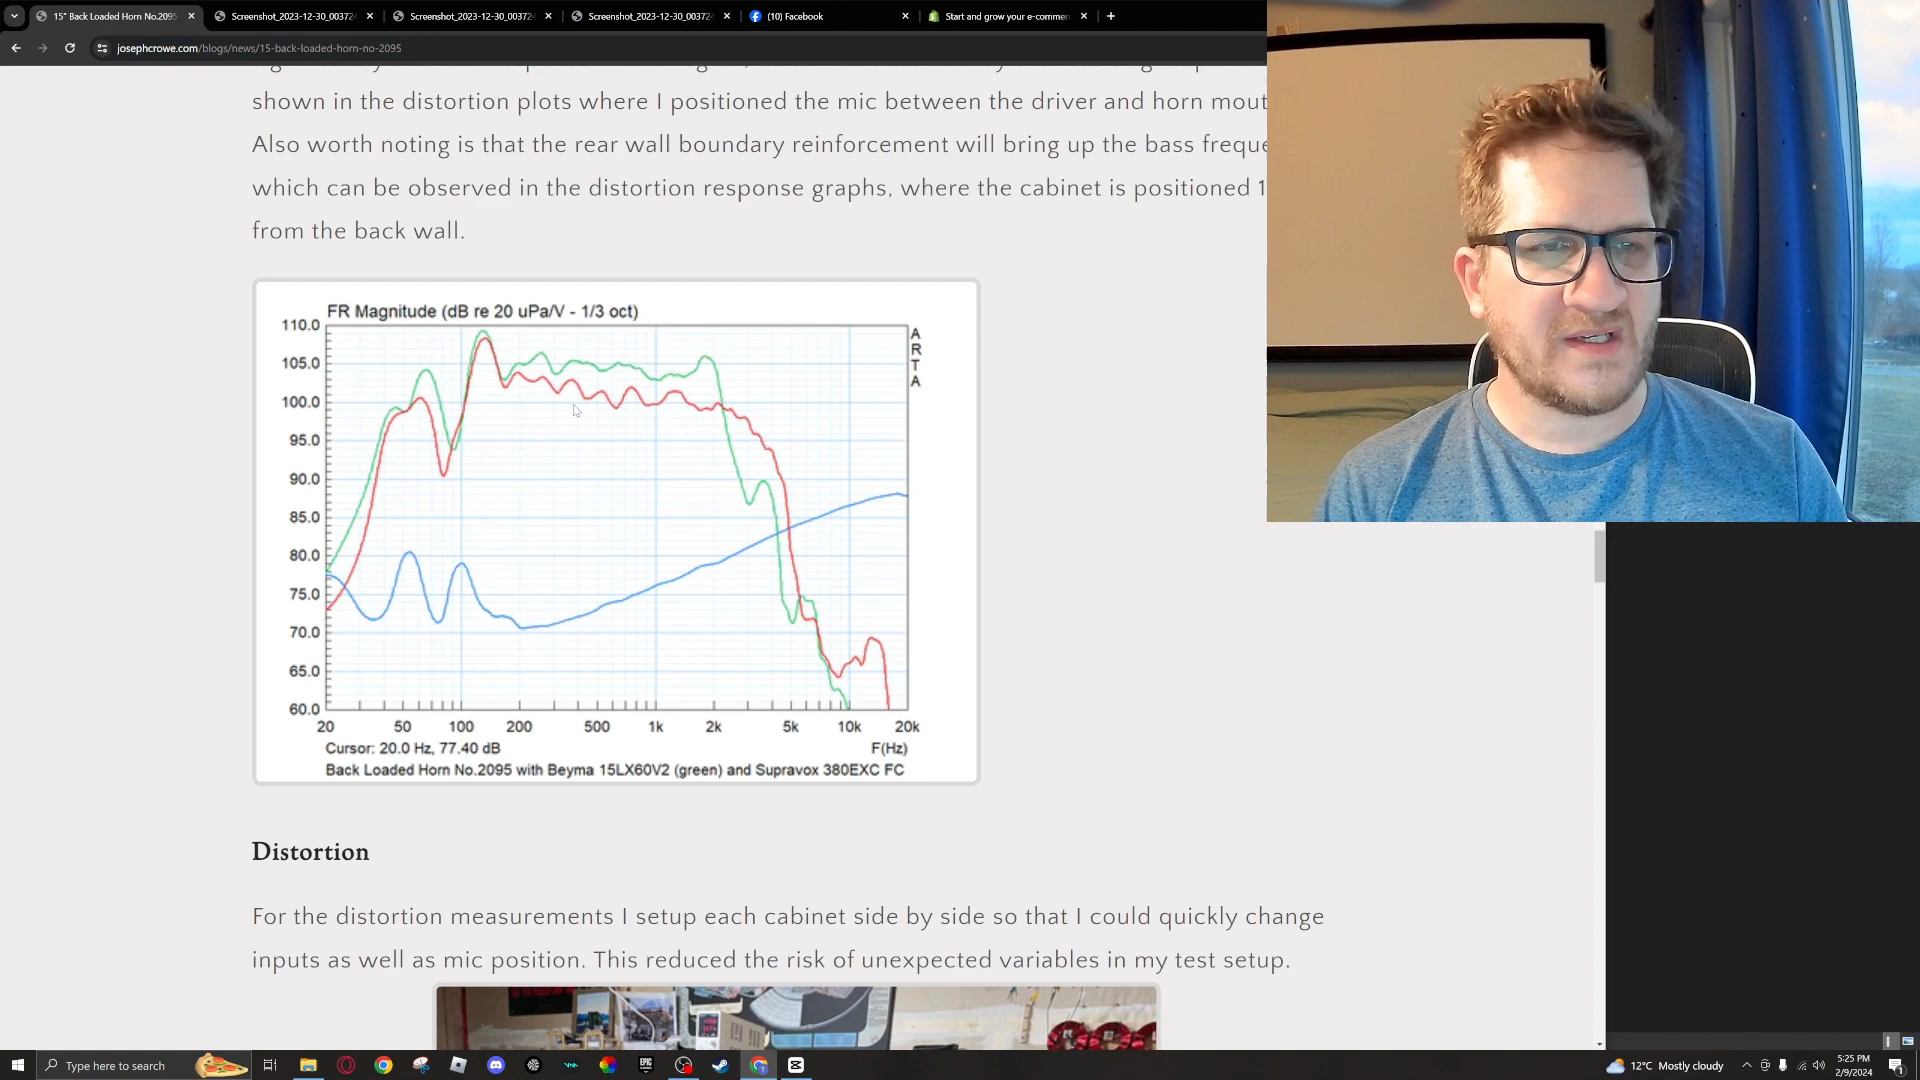 15" Back Loaded Horn No.2095
Screenshot_2023-12-30_003724
Screenshot_2023-12-30_003724
Screenshot_2023-12-30_003724
(10) Facebook
Start and grow your e-commer
josephcrowe.com/blogs/news/15-back-loaded-horn-no-2095
shown in the distortion plots where I positioned the mic between the driver and horn mout
Also worth noting is that the rear wall boundary reinforcement will bring up the bass freque
which can be observed in the distortion response graphs, where the cabinet is positioned 1
from the back wall.
FR Magnitude (dB re 20 uPa/V - 1/3 oct)
110.0
105.0
100.0
95.0
90.0
85.0
80.0
75.0
70.0
65.0
60.0
A
R
T
A
20 50 100 200 500 1k 2k 5k 10k 20k
Cursor: 20.0 Hz, 77.40 dB F(Hz)
Back Loaded Horn No.2095 with Beyma 15LX60V2 (green) and Supravox 380EXC FC
Distortion
For the distortion measurements I setup each cabinet side by side so that I could quickly change
inputs as well as mic position. This reduced the risk of unexpected variables in my test setup.
Type here to search
12°C Mostly cloudy
5:25 PM
2/9/2024